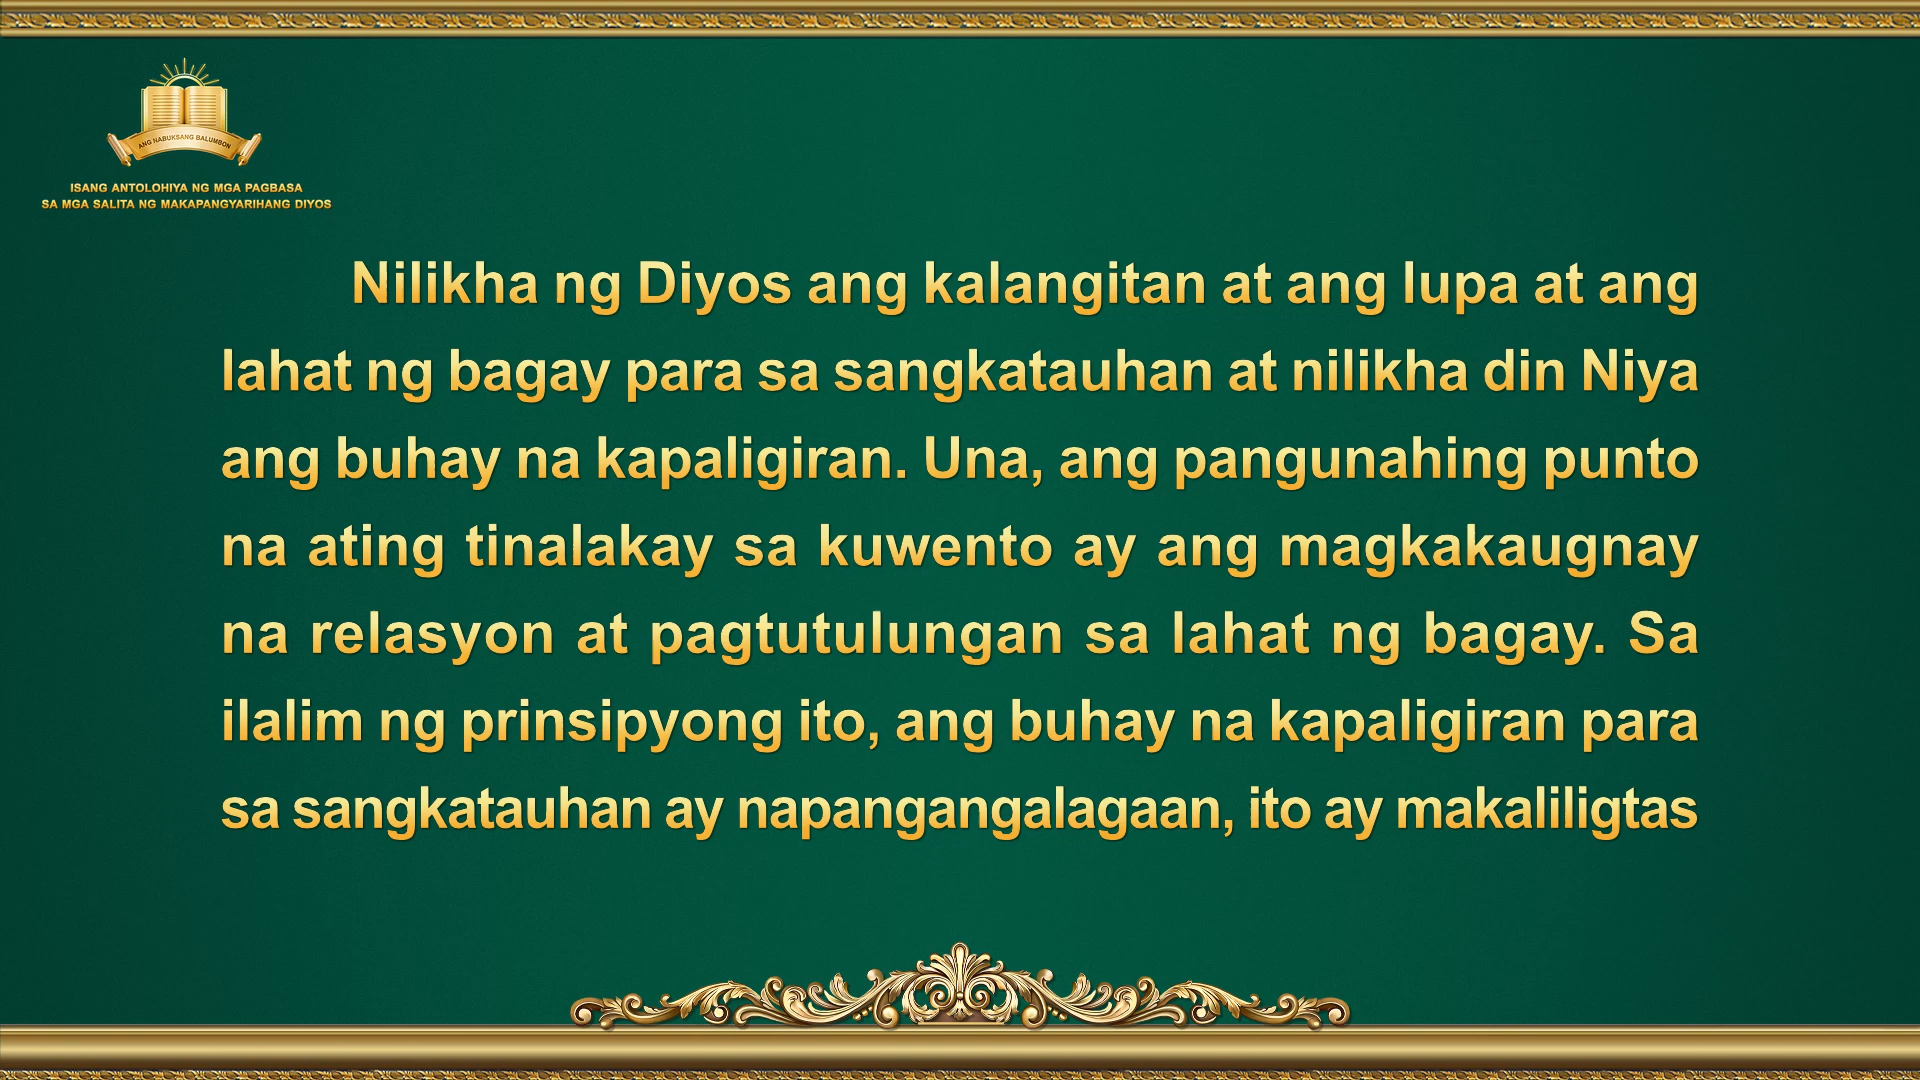 ANG NABUKSANG BALUMBON
ISANG ANTOLOHIYA NG MGA PAGBASA
SA MGA SALITA NG MAKAPANGYARIHANG DIYOS
Nilikha ng Diyos ang kalangitan at ang lupa at ang
lahat ng bagay para sa sangkatauhan at nilikha din Niya
ang buhay na kapaligiran. Una, ang pangunahing punto
na ating tinalakay sa kuwento ay ang magkakaugnay
na relasyon at pagtutulungan sa lahat ng bagay. Sa
ilalim ng prinsipyong ito, ang buhay na kapaligiran para
sa sangkatauhan ay napangangalagaan, ito ay makaliligtas